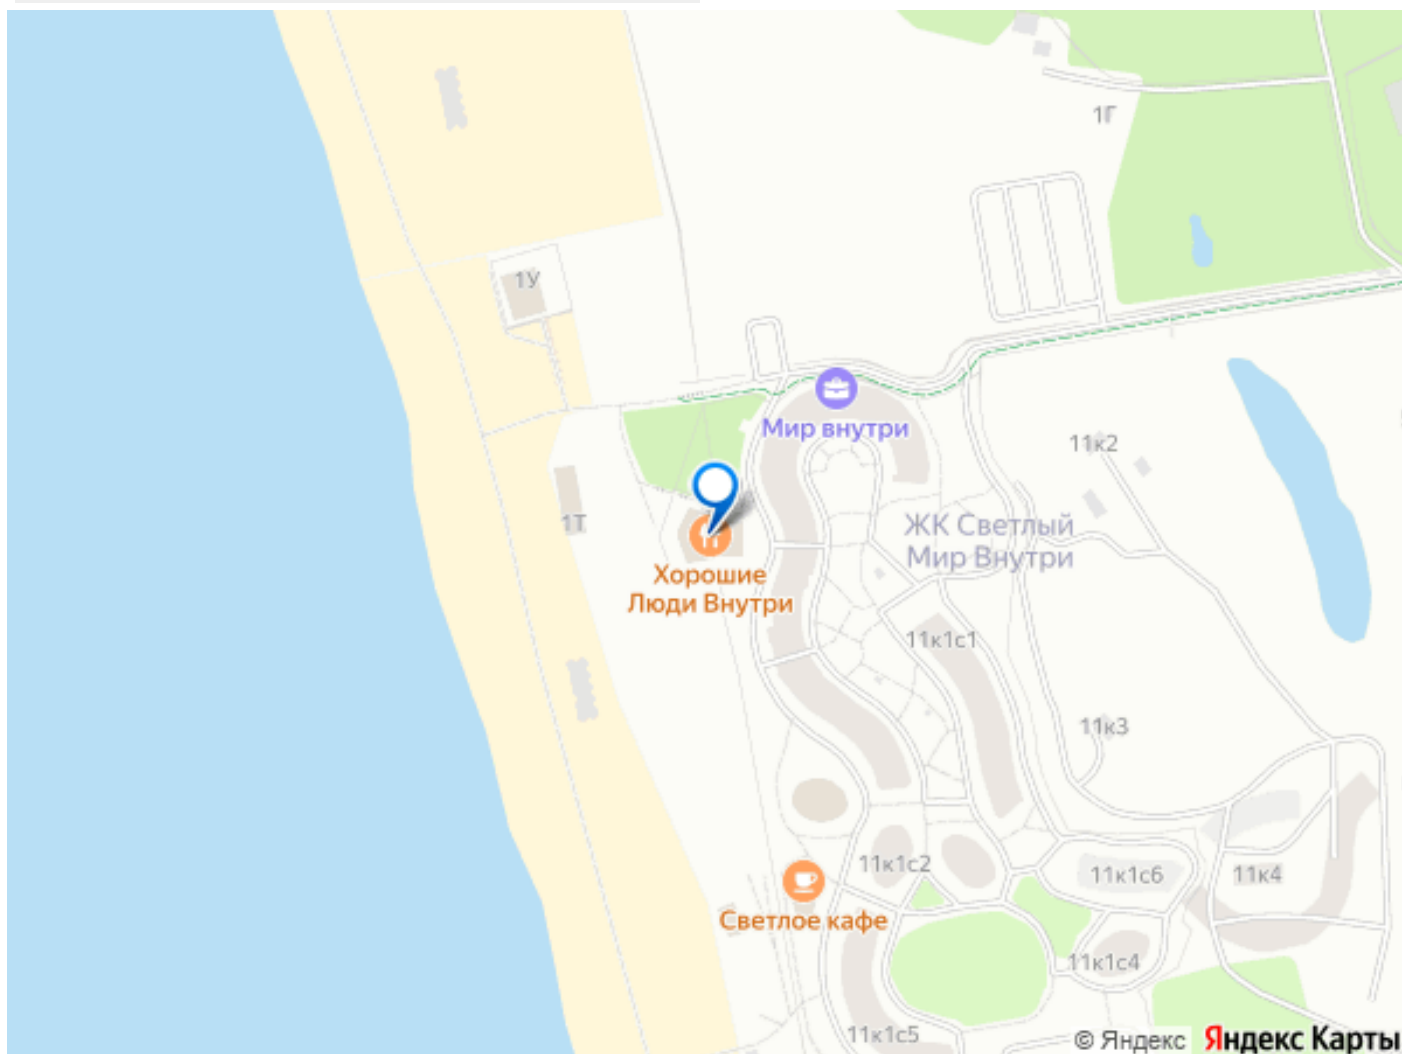 1Г
1У
Мир внутри
11к2
1Т
ЖК Светлый
Мир Внутри
Хорошие
Люди Внутри
11к1с1
11к3
11к1с2
11к1с6
11к4
Светлое кафе
11к1с4
11к1с5
© Яндекс Яндекс Карты